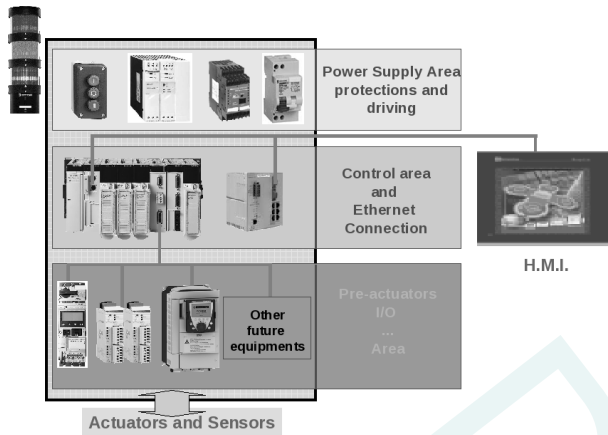 Power Supply Area
protections and
driving
Control area
and
Ethernet
Connection
H.M.I.
Other
future
equipments
Pre-actuators
I/O
...
Area
Actuators and Sensors